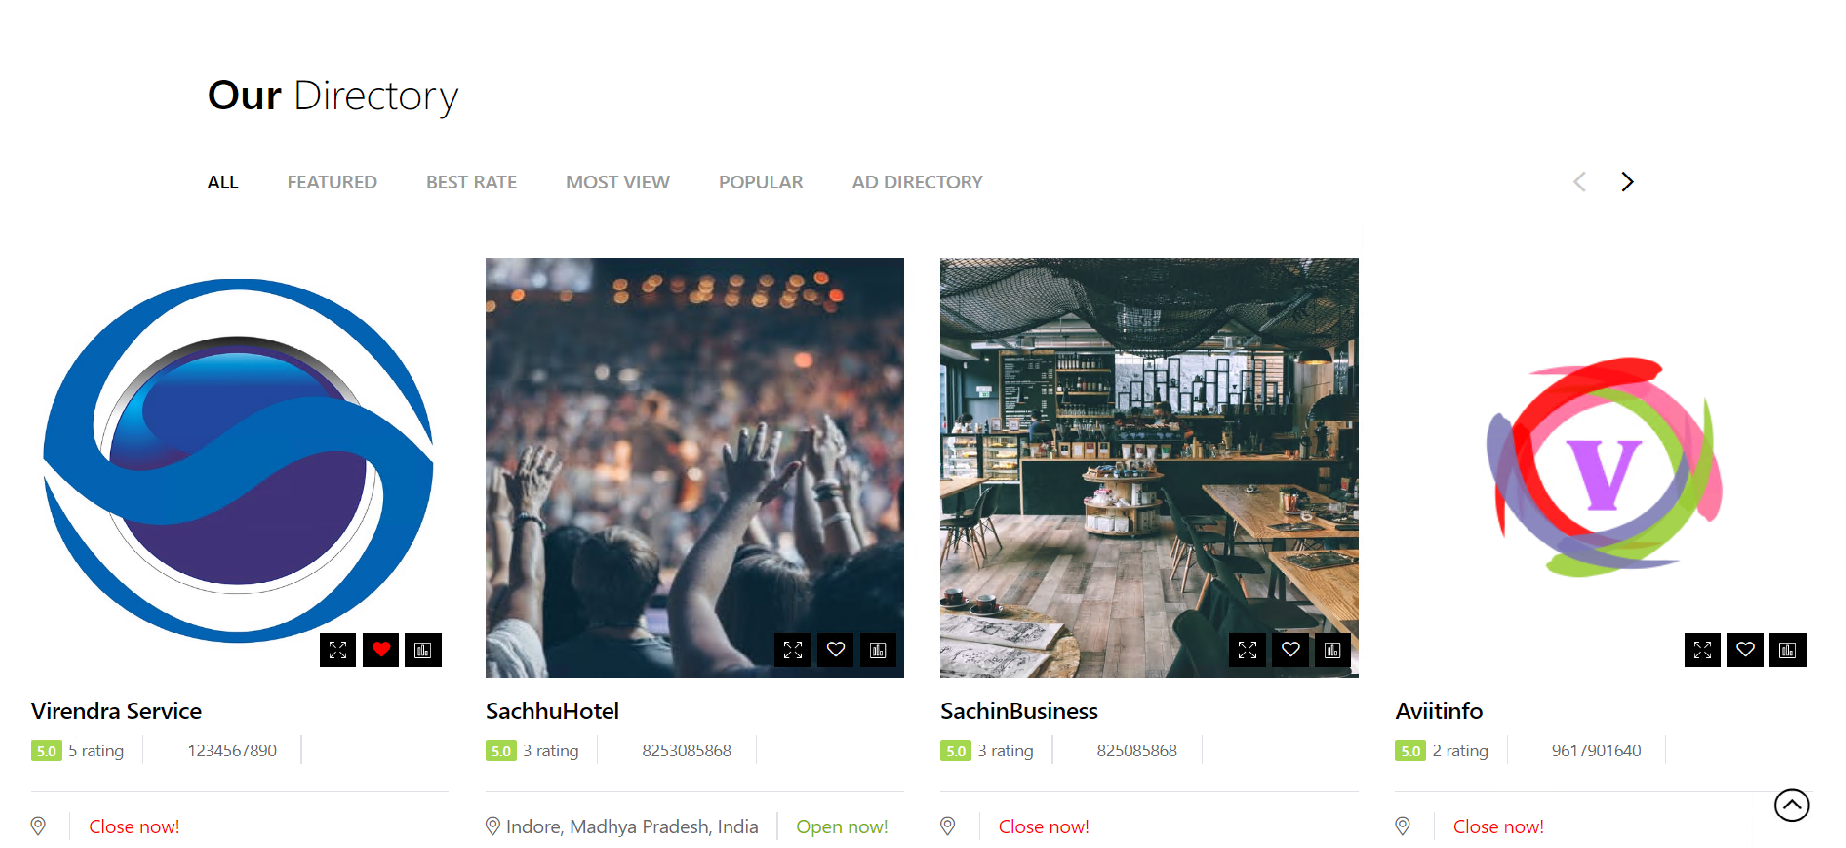 Our Directory
ALL FEATURED BEST RATE MOST VIEW POPULAR AD DIRECTORY
V
Virendra Service
5.0 5 rating 1234567890
Close now!
SachhuHotel
5.0 3 rating 8253085868
Indore, Madhya Pradesh, India Open now!
SachinBusiness
5.0 3 rating 825085868
Close now!
Aviitinfo
5.0 2 rating 9617901640
Close now!